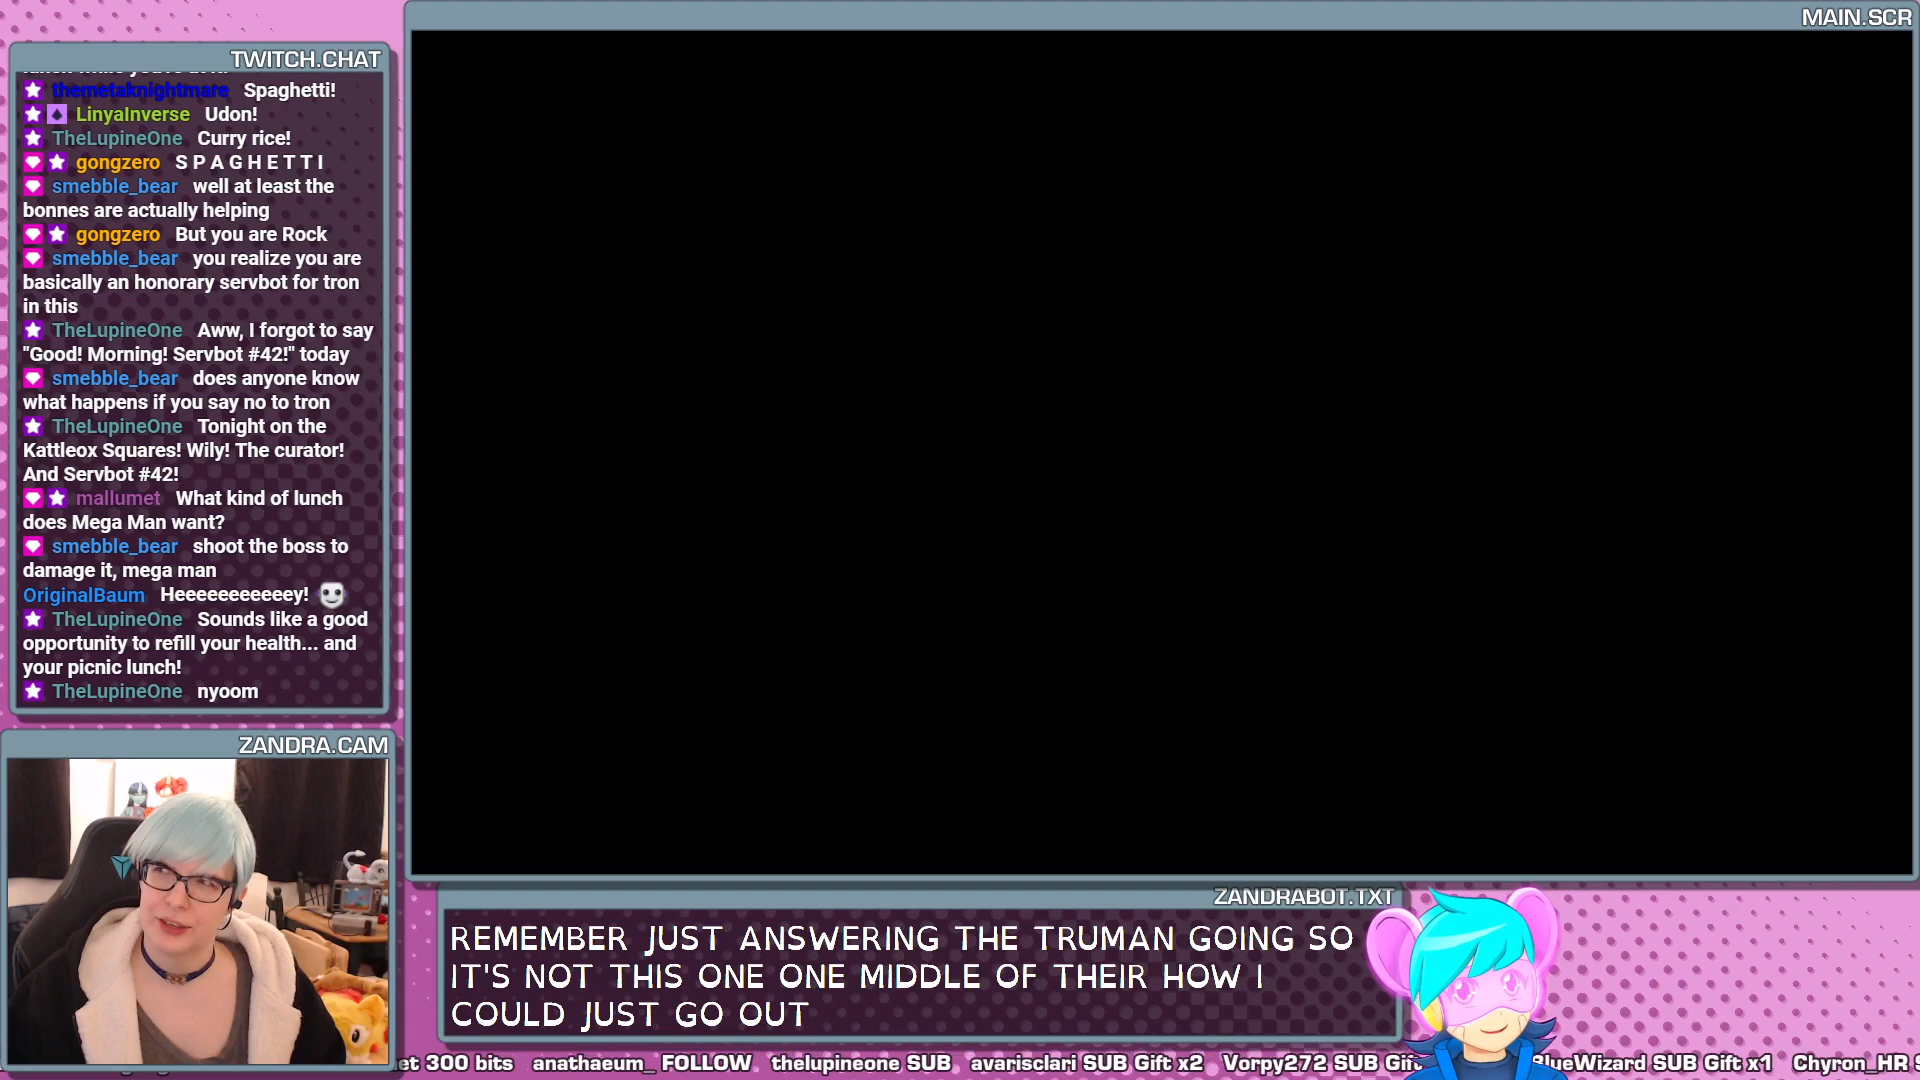 MAIN.SCR
TWITCH.CHAT
themetaknightmare Spaghetti!
LinyaInverse Udon!
TheLupineOne Curry rice!
gongzero S P A G H E T T I
smebble_bear well at least the
bonnes are actually helping
gongzero But you are Rock
smebble_bear you realize you are
basically an honorary servbot for tron
in this
TheLupineOne Aww, I forgot to say
"Good! Morning! Servbot #42!" today
smebble_bear does anyone know
what happens if you say no to tron
TheLupineOne Tonight on the
Kattleox Squares! Wily! The curator!
And Servbot #42!
mallumet What kind of lunch
does Mega Man want?
smebble_bear shoot the boss to
damage it, mega man
OriginalBaum Heeeeeeeeeeey!
TheLupineOne Sounds like a good
opportunity to refill your health... and
your picnic lunch!
TheLupineOne nyoom
ZANDRA.CAM
ZANDRABOT.TXT
REMEMBER JUST ANSWERING THE TRUMAN GOING SO
IT'S NOT THIS ONE ONE MIDDLE OF THEIR HOW I
COULD JUST GO OUT
et 300 bits anathaeum_ FOLLOW thelupineone SUB avarisclari SUB Gift x2 Vorpy272 SUB Gift lueWizard SUB Gift x1 Chyron_HR